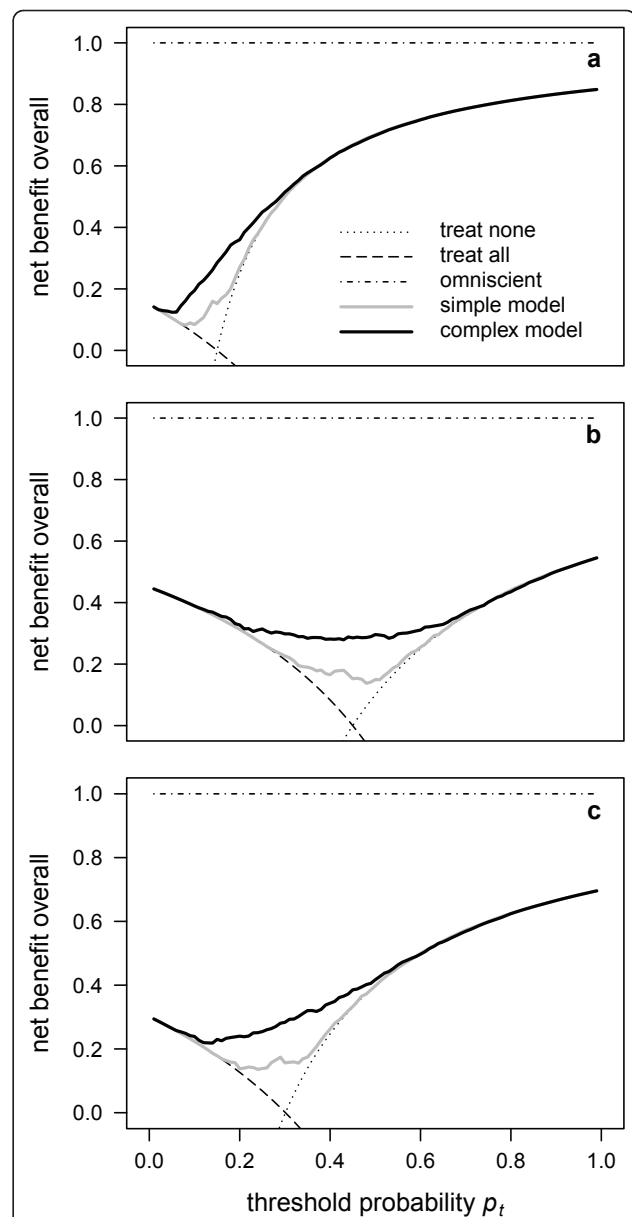 1.0
0.8
0.6
0.4
0.2
0.0
net benefit overall
a
treat none
treat all
omniscient
simple model
complex model
1.0
0.8
0.6
0.4
0.2
0.0
net benefit overall
b
1.0
0.8
0.6
0.4
0.2
0.0
net benefit overall
c
0.0 0.2 0.4 0.6 0.8 1.0
threshold probability pt